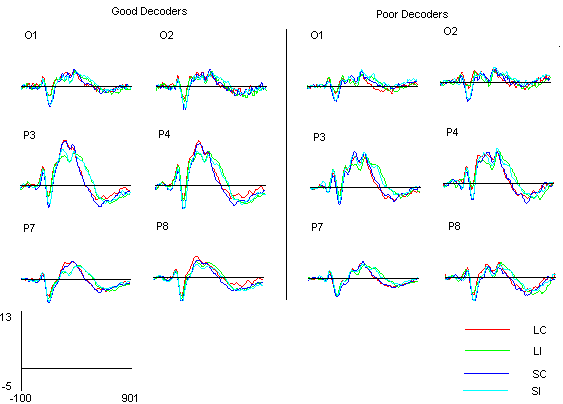 Good Decoders
Poor Decoders
O1
O2
O1
O2
P3
P4
P3
P4
P7
P8
P7
P8
13
-5
-100
901
LC
LI
SC
SI